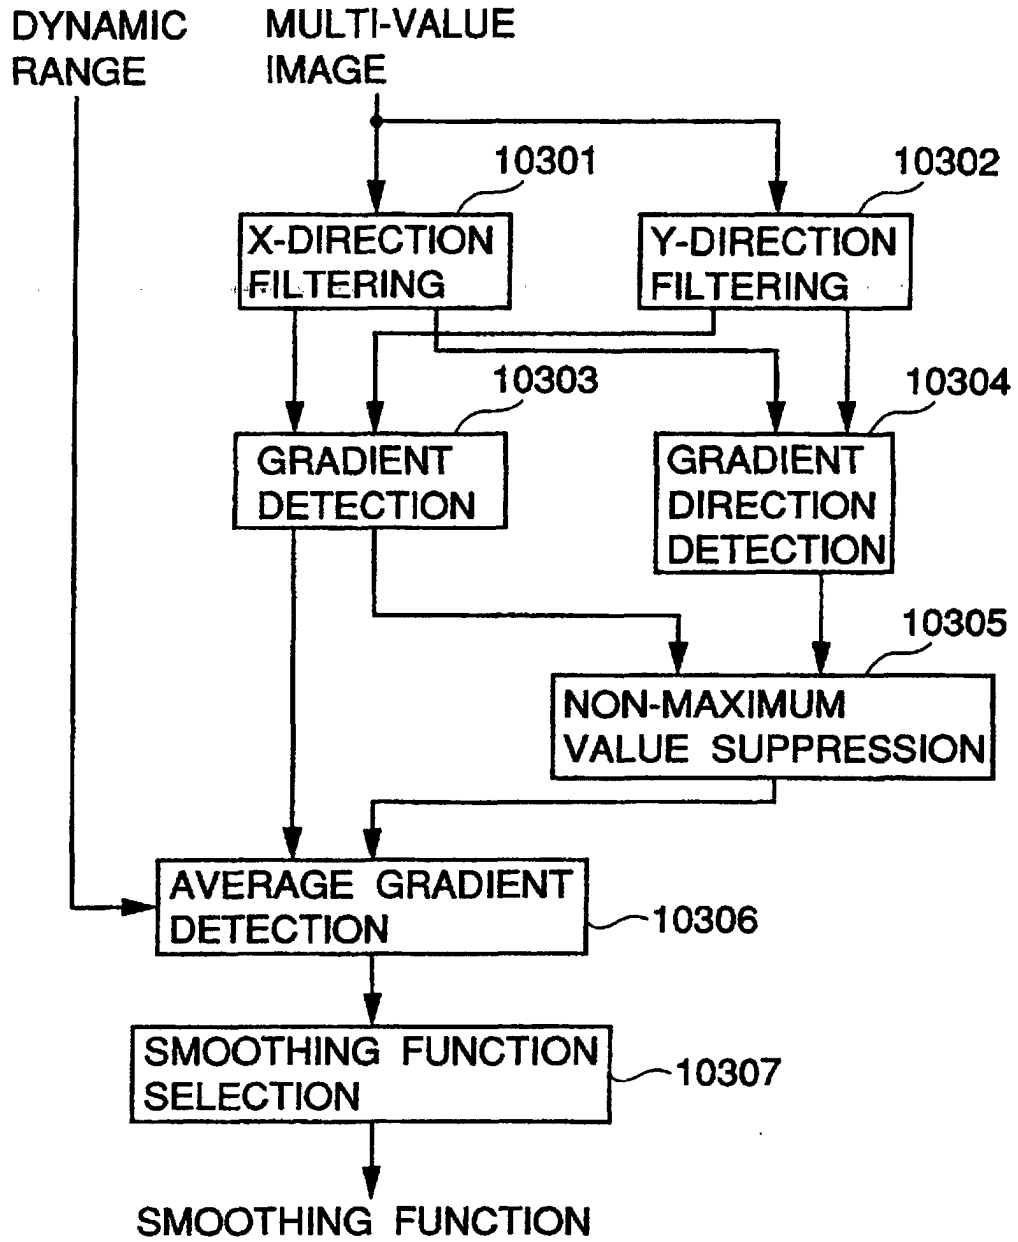 DYNAMIC
RANGE
MULTI-VALUE
IMAGE
10301
10302
X-DIRECTION
FILTERING
Y-DIRECTION
FILTERING
10303
10304
GRADIENT
DETECTION
GRADIENT
DIRECTION
DETECTION
10305
NON-MAXIMUM
VALUE SUPPRESSION
AVERAGE GRADIENT
DETECTION
10306
SMOOTHING FUNCTION
SELECTION
10307
SMOOTHING FUNCTION